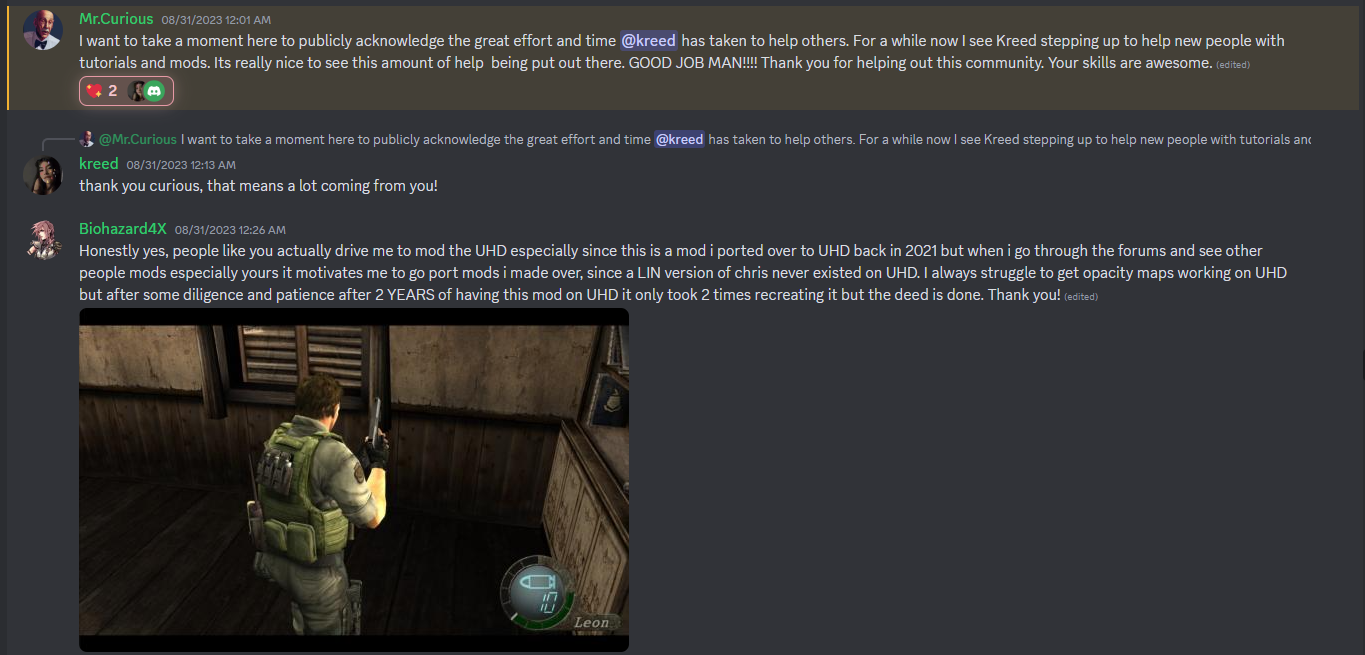 Mr.Curious 08/31/2023 12:01 AM
I want to take a moment here to publicly acknowledge the great effort and time @kreed has taken to help others. For a while now I see Kreed stepping up to help new people with
tutorials and mods. Its really nice to see this amount of help being put out there. GOOD JOB MAN!!!! Thank you for helping out this community. Your skills are awesome. (edited)
2
@Mr.Curious I want to take a moment here to publicly acknowledge the great effort and time @kreed has taken to help others. For a while now I see Kreed stepping up to help new people with tutorials and
kreed 08/31/2023 12:13 AM
thank you curious, that means a lot coming from you!
Biohazard4X 08/31/2023 12:26 AM
Honestly yes, people like you actually drive me to mod the UHD especially since this is a mod i ported over to UHD back in 2021 but when i go through the forums and see other
people mods especially yours it motivates me to go port mods i made over, since a LIN version of chris never existed on UHD. I always struggle to get opacity maps working on UHD
but after some diligence and patience after 2 YEARS of having this mod on UHD it only took 2 times recreating it but the deed is done. Thank you! (edited)
10
Leon